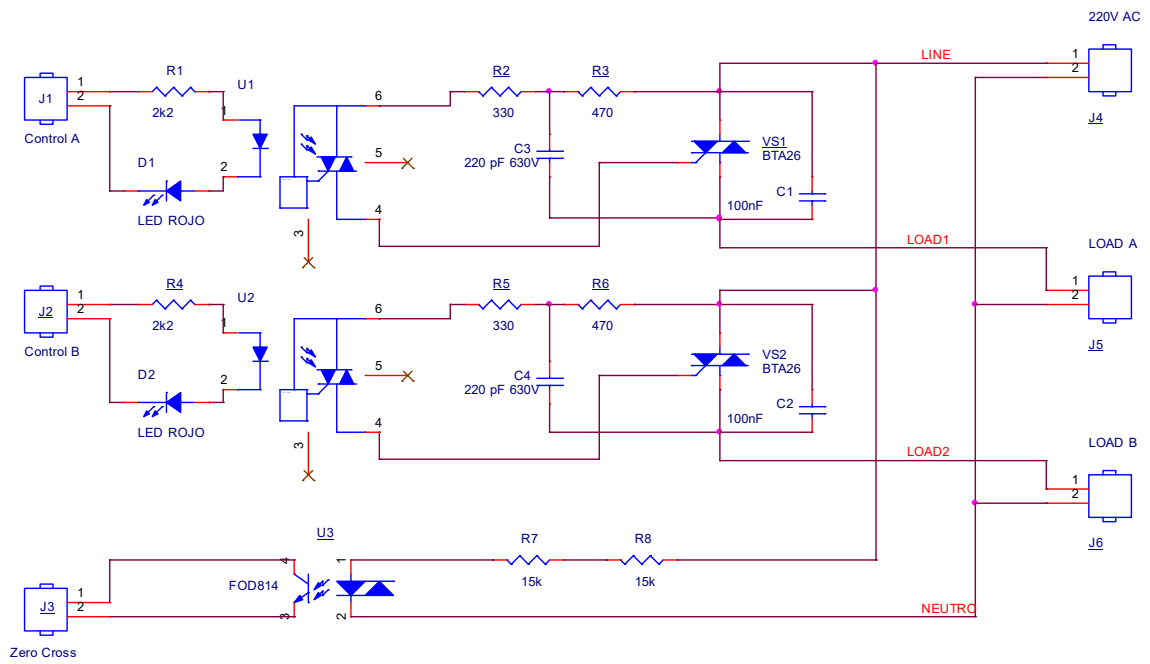 220V AC
LINE
1
2
J4
R1
2k2
U1
1
2
J1
Control A
1
2
D1
LED ROJO
6
5
4
3
R2
330
R3
470
C3
220 pF 630V
VS1
BTA26
C1
100nF
LOAD1
LOAD A
1
2
J5
R4
2k2
U2
1
2
J2
Control B
1
2
D2
LED ROJO
6
5
4
3
R5
330
R6
470
C4
220 pF 630V
VS2
BTA26
C2
100nF
LOAD2
LOAD B
1
2
J6
U3
4
3
FOD814
1
2
R7
15k
R8
15k
NEUTRO
1
2
J3
Zero Cross